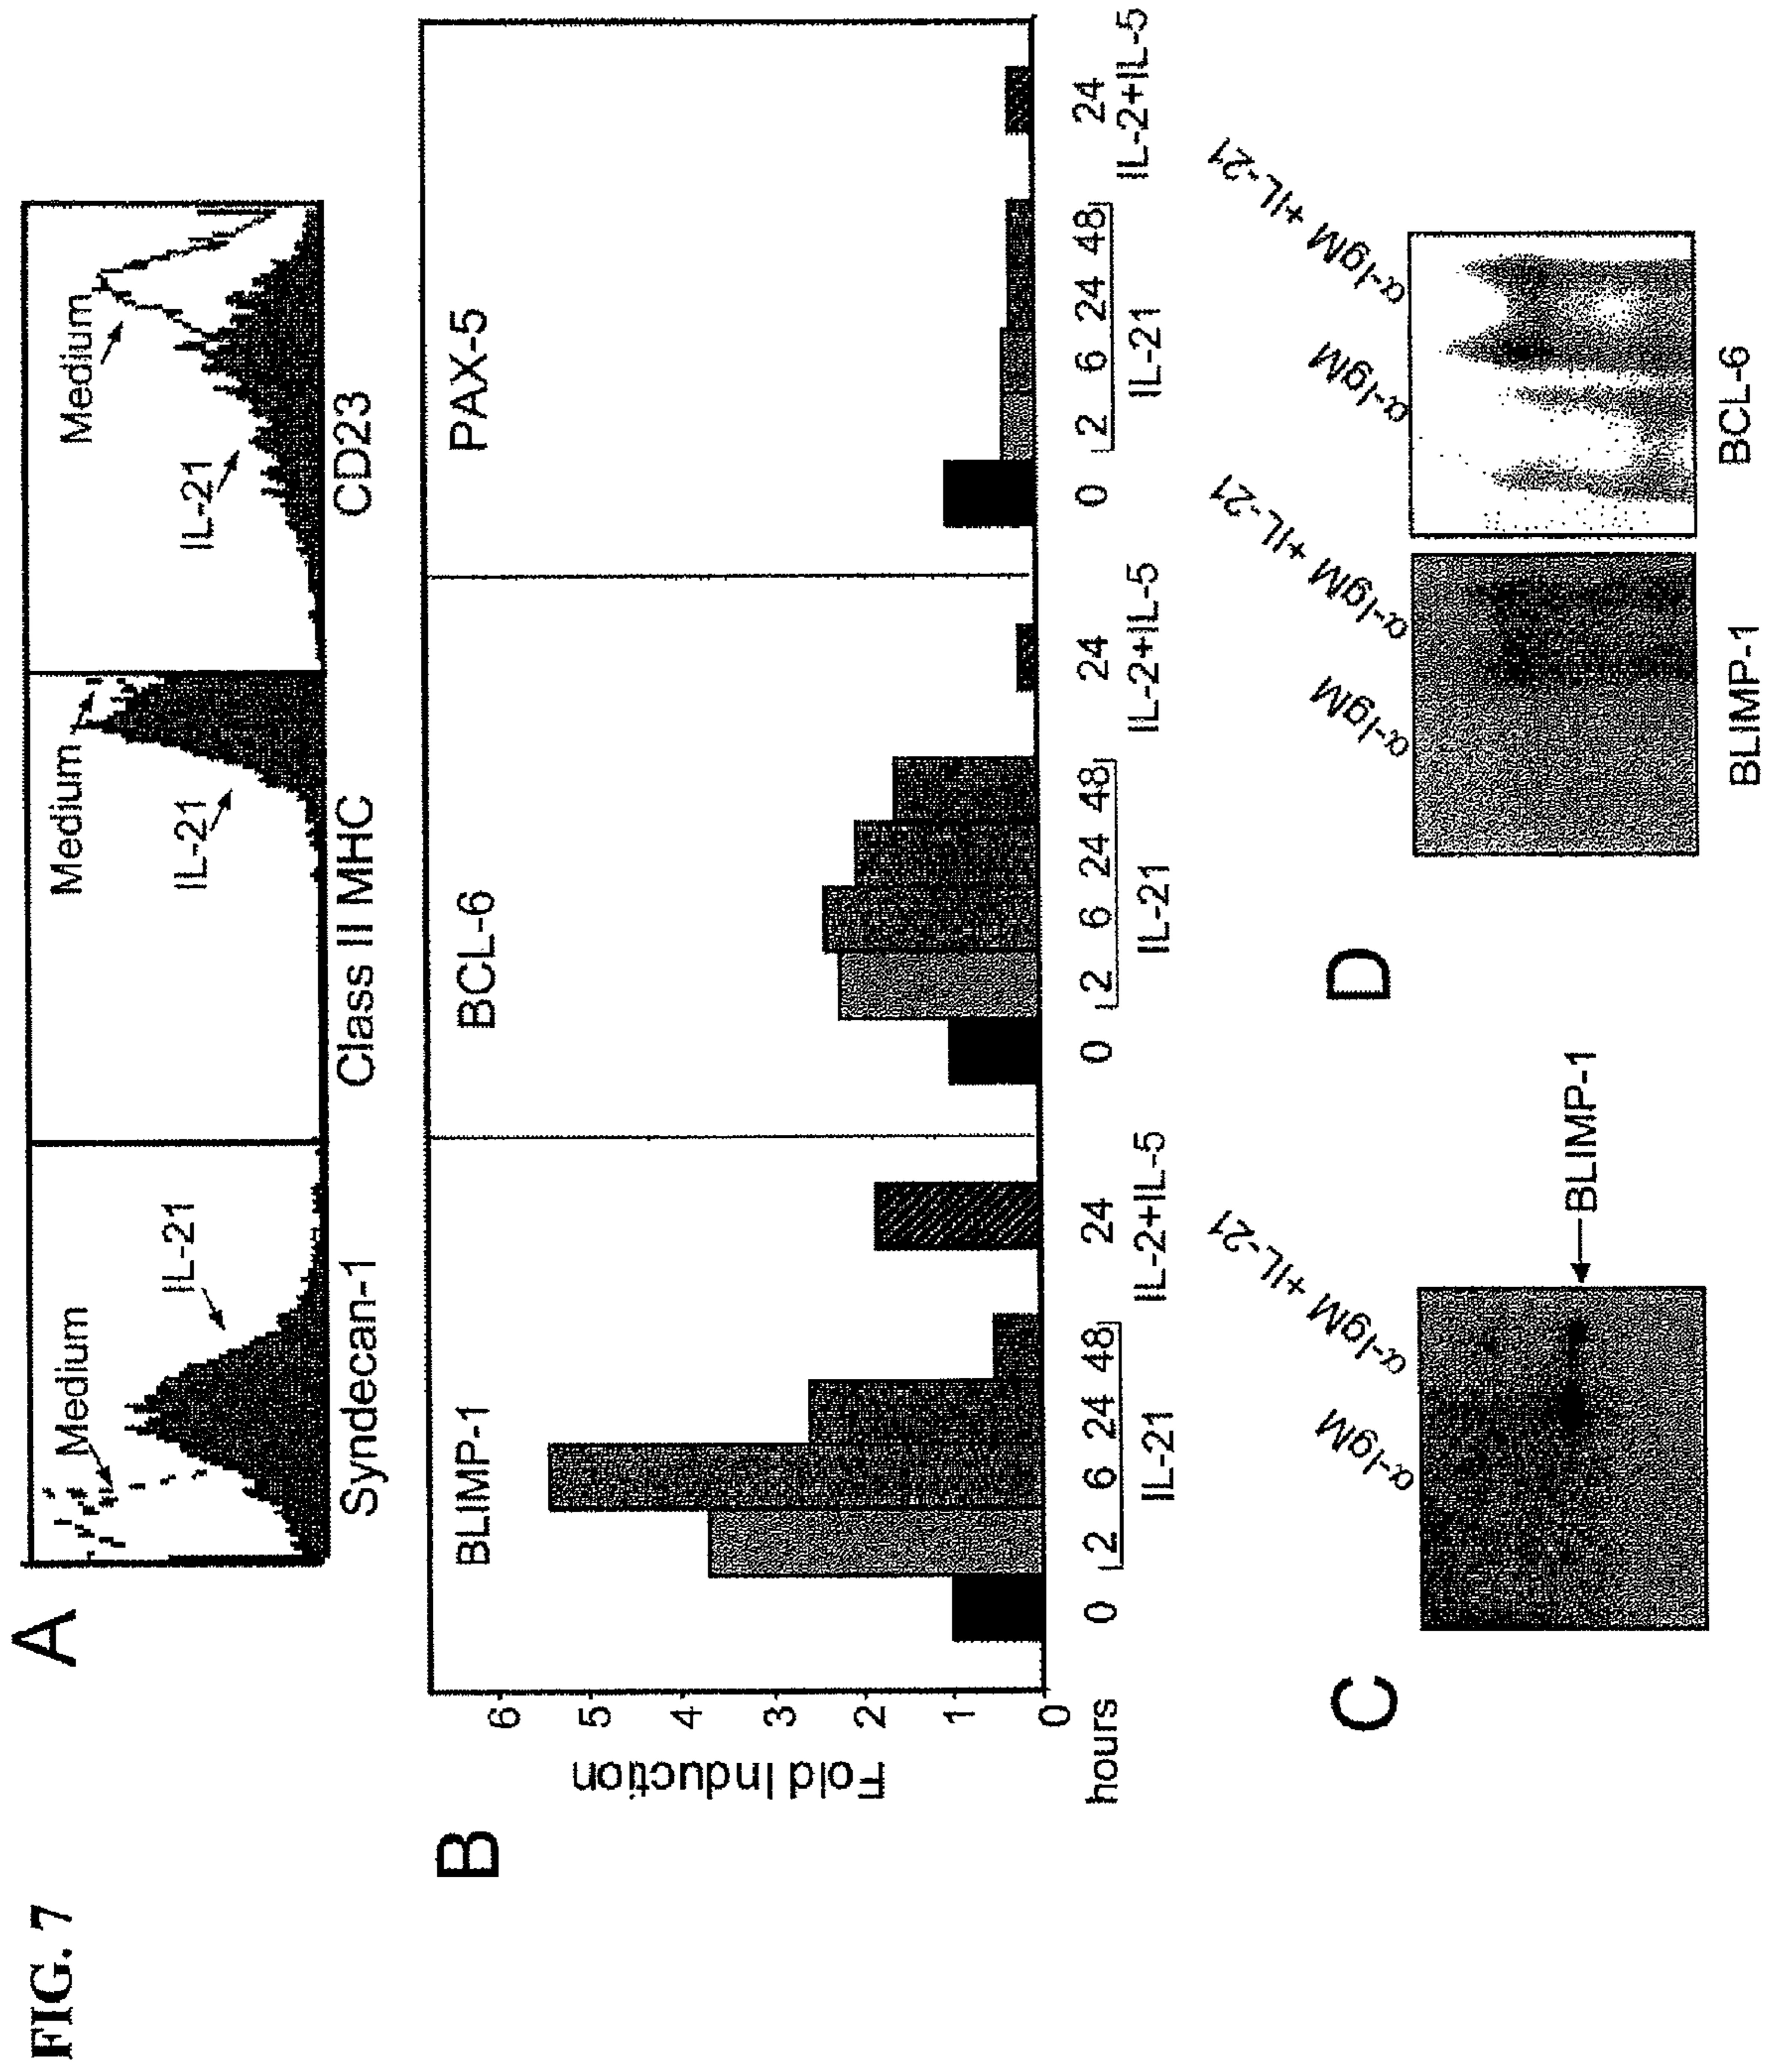 FIG. 7
A
Medium
IL-21
Medium
IL-21
Medium
IL-21
Syndecan-1
Class II MHC
CD23
B
Fold Induction
6
5
4
3
2
1
0
BLIMP-1
BCL-6
PAX-5
hours
0 2 6 24 48 24
IL-21 IL-2+IL-5
0 2 6 24 48 24
IL-21 IL-2+IL-5
0 2 6 24 48 24
IL-21 IL-2+IL-5
C
α-IgM
α-IgM +IL-21
BLIMP-1
D
α-IgM
α-IgM +IL-21
α-IgM
α-IgM +IL-21
BLIMP-1
BCL-6